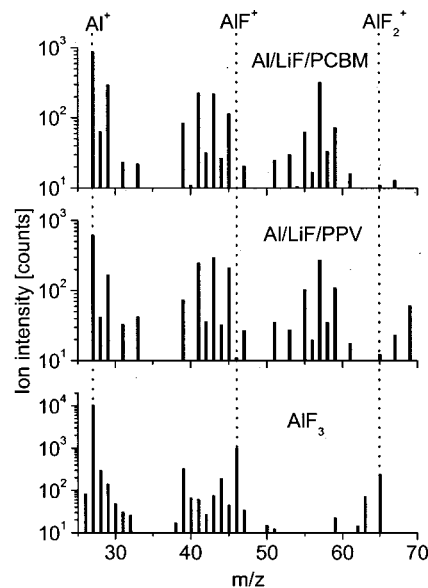 Al⁺ AlF⁺ AlF₂⁺
10³
Al/LiF/PCBM
10²
10¹
10³
Al/LiF/PPV
10²
10¹
10⁴
AlF₃
10³
10²
10¹
30 40 50 60 70
m/z
Ion intensity [counts]